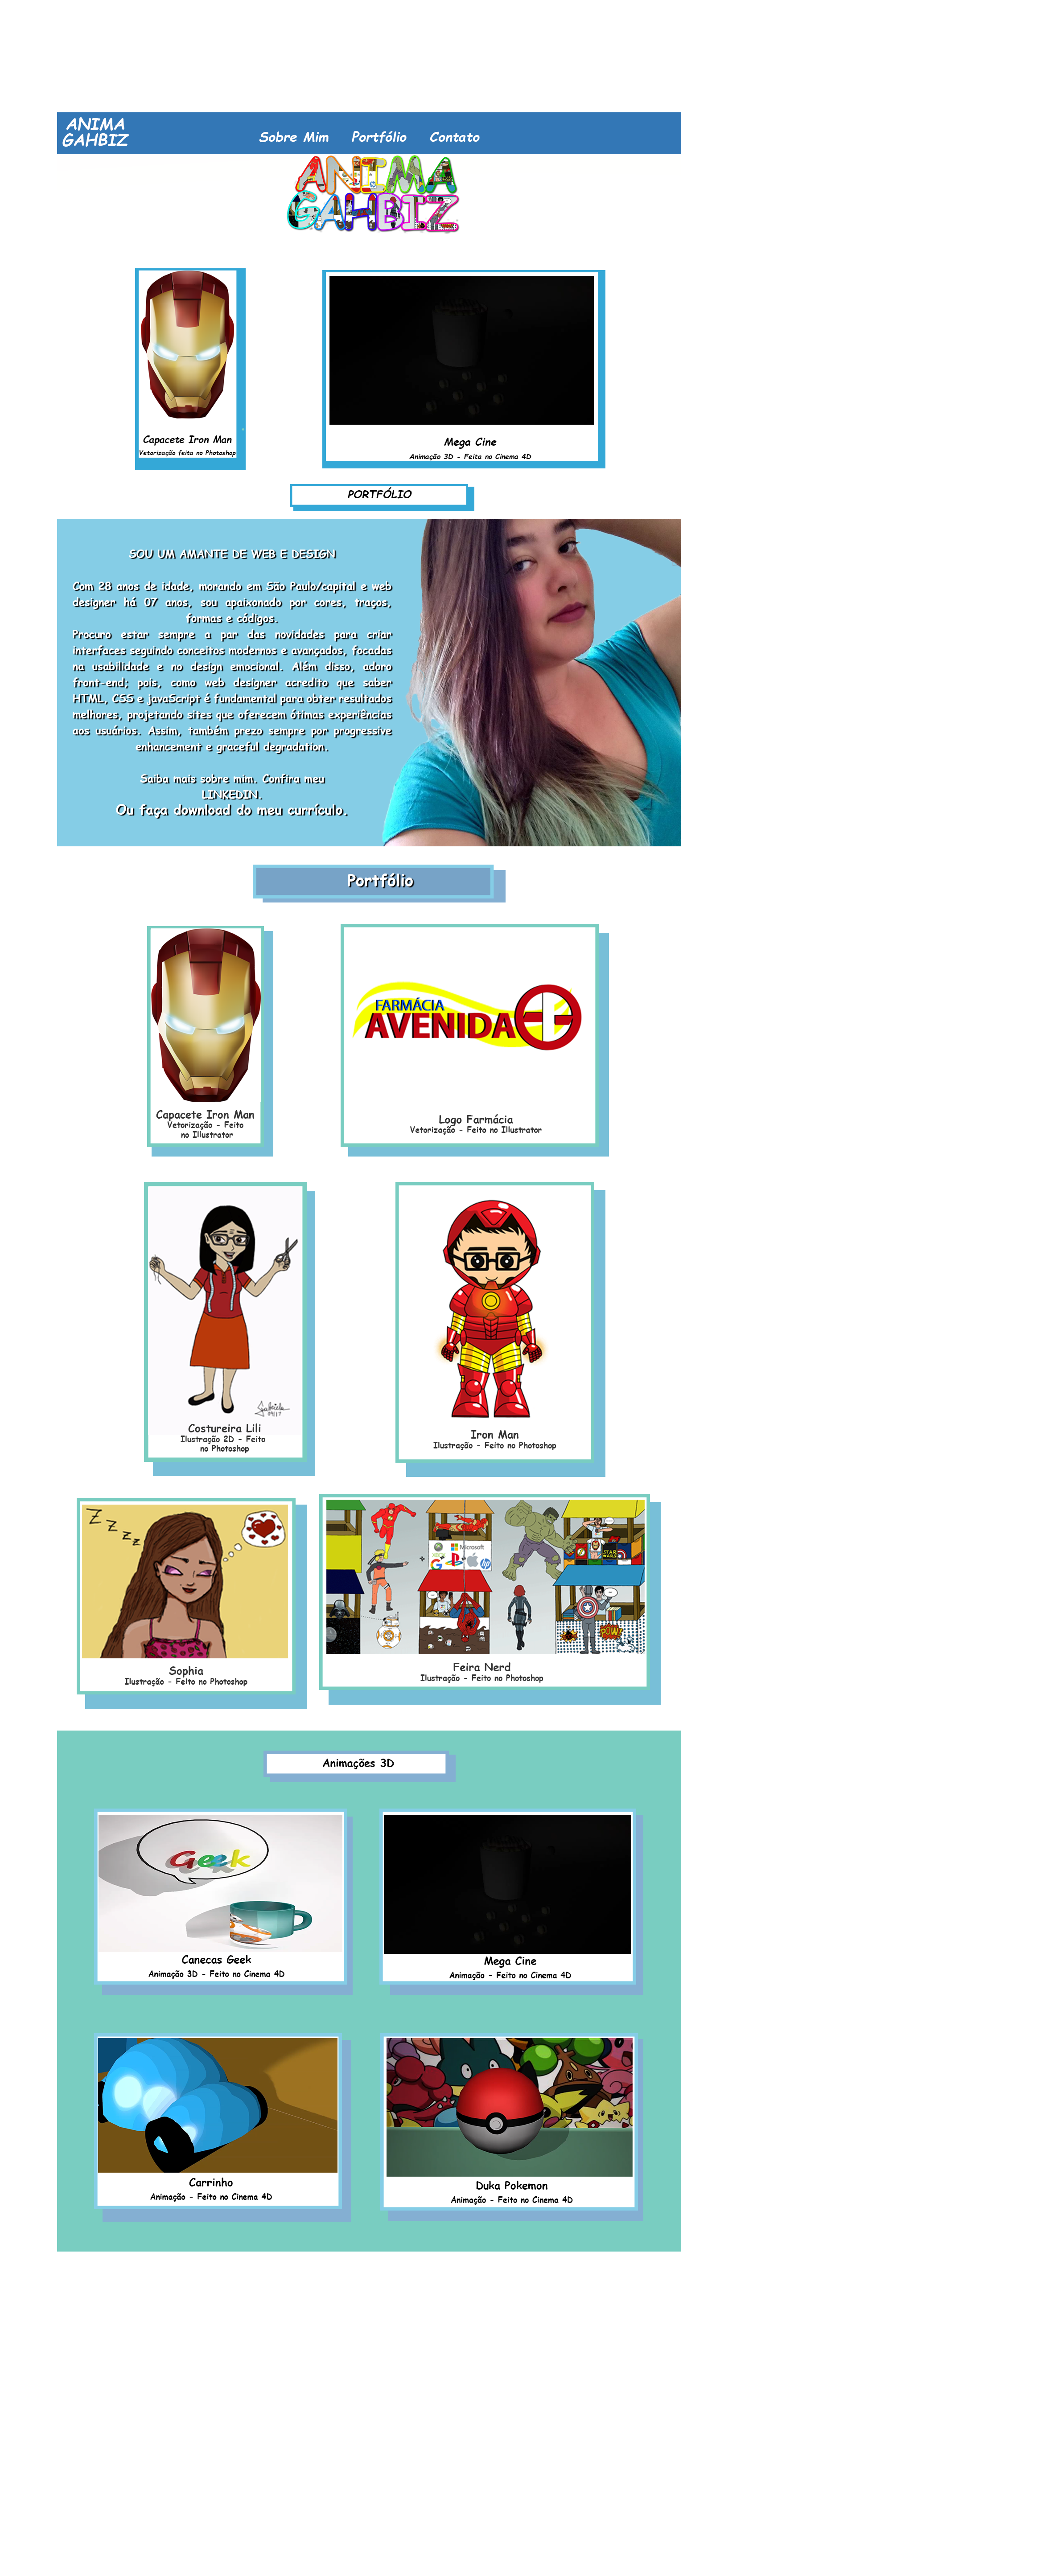 ANIMA
GAHBIZ
Sobre Mim Portfólio Contato
ANIMA
GAHBIZ
Capacete Iron Man
Vetorização feita no Photoshop
Mega Cine
Animação 3D - Feita no Cinema 4D
PORTFÓLIO
SOU UM AMANTE DE WEB E DESIGN
Com 28 anos de idade, morando em São Paulo/capital e web
designer há 07 anos, sou apaixonado por cores, traços,
formas e códigos.
Procuro estar sempre a par das novidades para criar
interfaces seguindo conceitos modernos e avançados, focadas
na usabilidade e no design emocional. Além disso, adoro
front-end; pois, como web designer acredito que saber
HTML, CSS e javaScript é fundamental para obter resultados
melhores, projetando sites que oferecem ótimas experiências
aos usuários. Assim, também prezo sempre por progressive
enhancement e graceful degradation.
Saiba mais sobre mim. Confira meu
LINKEDIN.
Ou faça download do meu currículo.
Portfólio
Capacete Iron Man
Vetorização - Feito
no Illustrator
FARMÁCIA
AVENIDA
Logo Farmácia
Vetorização - Feito no Illustrator
Gabriela
Costureira Lili
Ilustração 2D - Feito
no Photoshop
Iron Man
Ilustração - Feito no Photoshop
Z Z Z Z Z
Sophia
Ilustração - Feito no Photoshop
Microsoft
hp
STAR
WARS
POW!
Feira Nerd
Ilustração - Feito no Photoshop
Animações 3D
Geek
Canecas Geek
Animação 3D - Feito no Cinema 4D
Mega Cine
Animação - Feito no Cinema 4D
Carrinho
Animação - Feito no Cinema 4D
Duka Pokemon
Animação - Feito no Cinema 4D